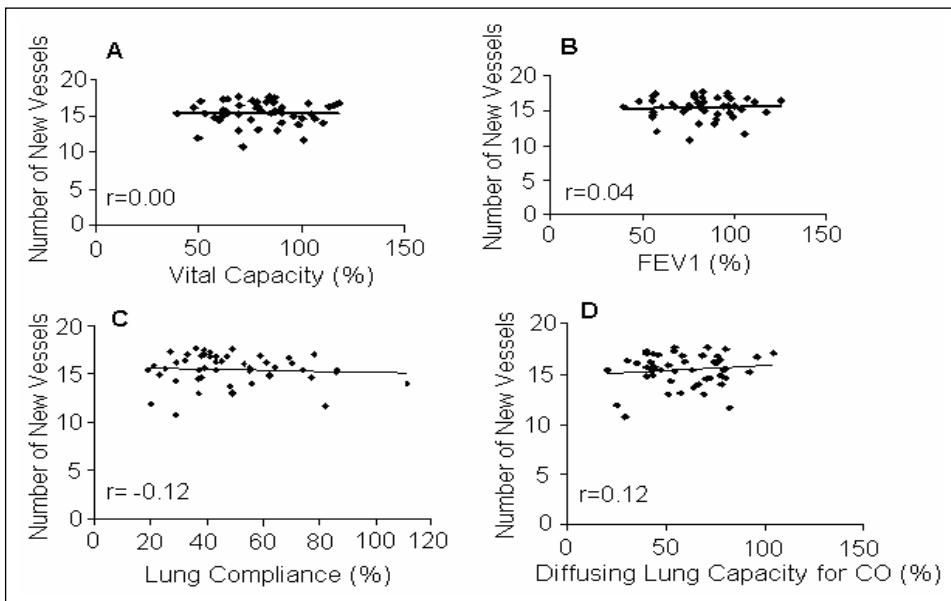 A
Number of New Vessels
20
15
10
5
0
r=0.00
0
50
100
150
Vital Capacity (%)
B
Number of New Vessels
20
15
10
5
0
r=0.04
0
50
100
150
FEV1 (%)
C
Number of New Vessels
20
15
10
5
0
r= -0.12
0
20
40
60
80
100
120
Lung Compliance (%)
D
Number of New Vessels
20
15
10
5
0
r=0.12
0
50
100
150
Diffusing Lung Capacity for CO (%)